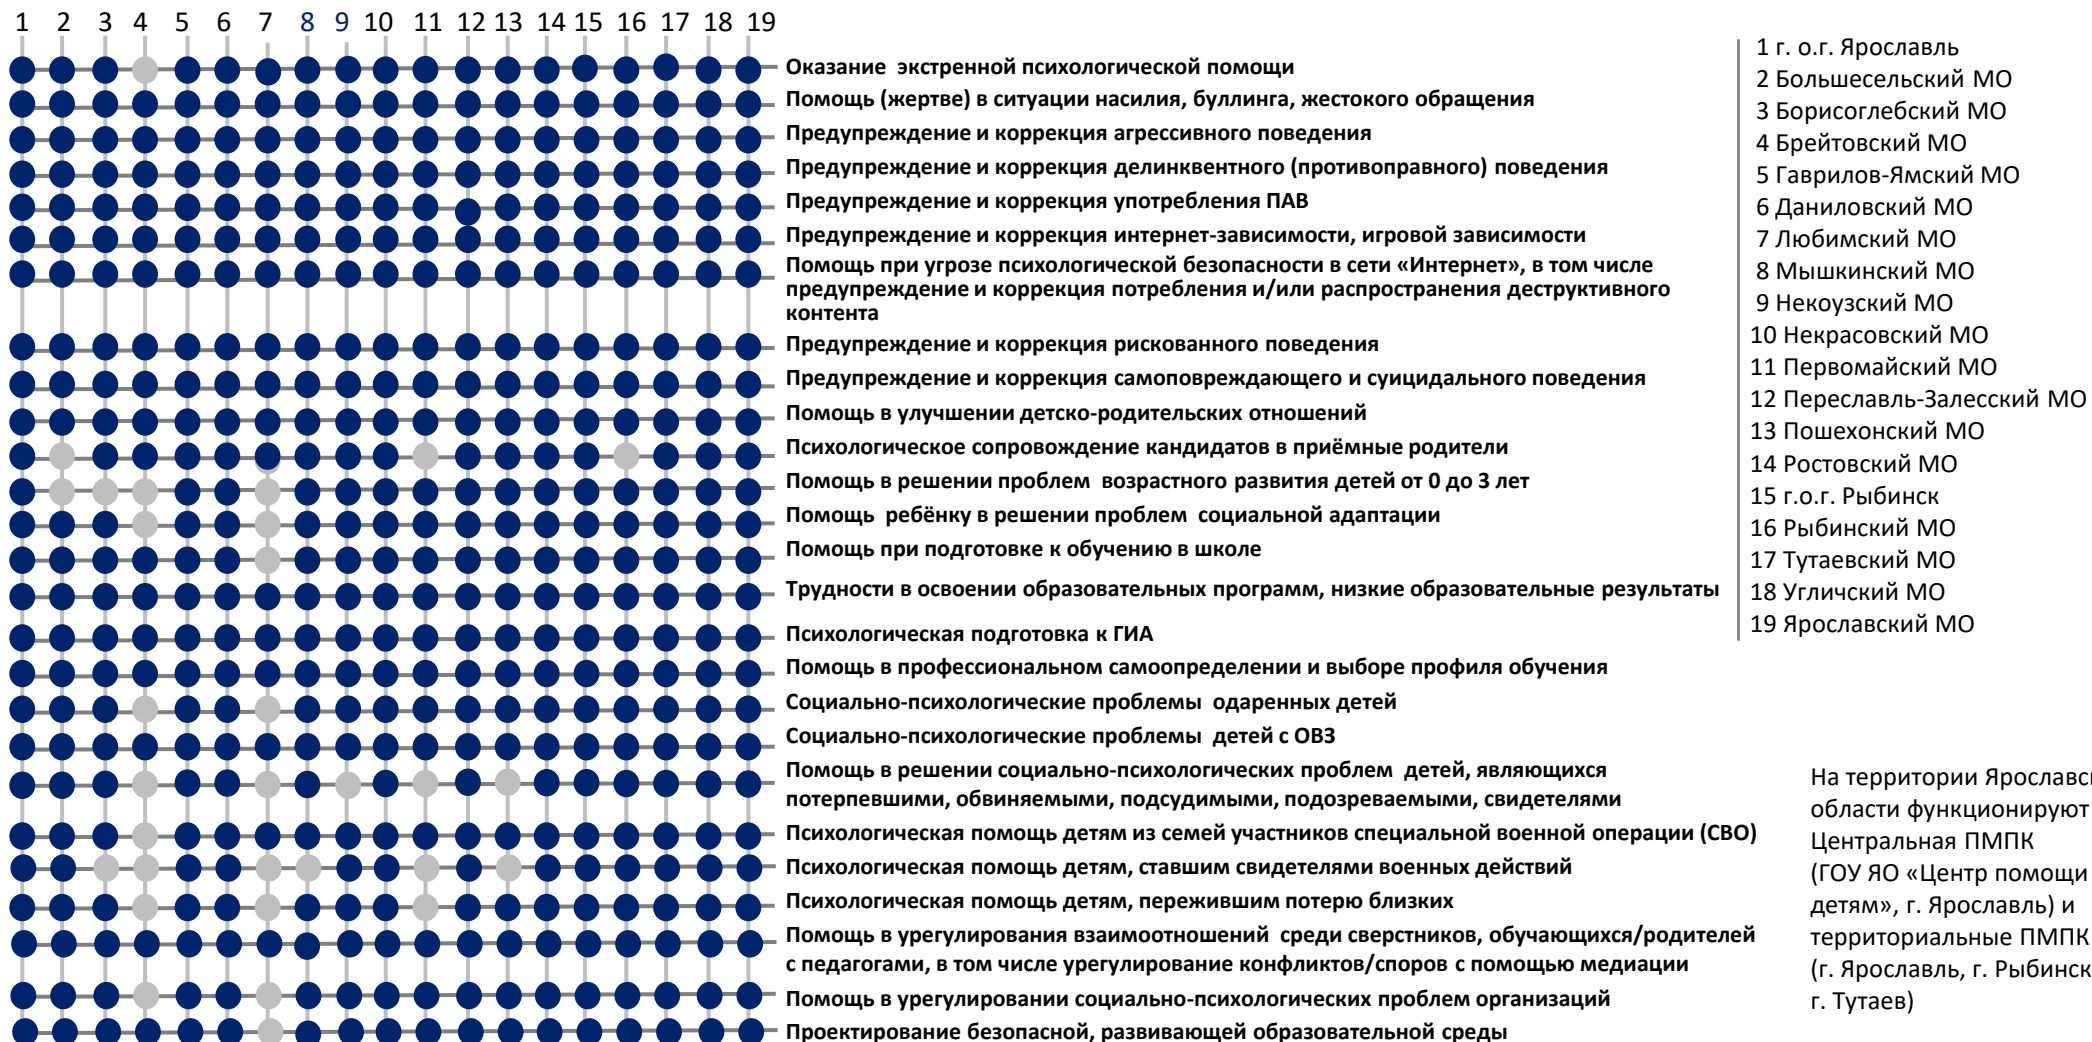 1 2 3 4 5 6 7 8 9 10 11 12 13 14 15 16 17 18 19
Оказание экстренной психологической помощи
Помощь (жертве) в ситуации насилия, буллинга, жестокого обращения
Предупреждение и коррекция агрессивного поведения
Предупреждение и коррекция делинквентного (противоправного) поведения
Предупреждение и коррекция употребления ПАВ
Предупреждение и коррекция интернет-зависимости, игровой зависимости
Помощь при угрозе психологической безопасности в сети «Интернет», в том числе
предупреждение и коррекция потребления и/или распространения деструктивного
контента
Предупреждение и коррекция рискованного поведения
Предупреждение и коррекция самоповреждающего и суицидального поведения
Помощь в улучшении детско-родительских отношений
Психологическое сопровождение кандидатов в приёмные родители
Помощь в решении проблем возрастного развития детей от 0 до 3 лет
Помощь ребёнку в решении проблем социальной адаптации
Помощь при подготовке к обучению в школе
Трудности в освоении образовательных программ, низкие образовательные результаты
Психологическая подготовка к ГИА
Помощь в профессиональном самоопределении и выборе профиля обучения
Социально-психологические проблемы одаренных детей
Социально-психологические проблемы детей с ОВЗ
Помощь в решении социально-психологических проблем детей, являющихся
потерпевшими, обвиняемыми, подсудимыми, подозреваемыми, свидетелями
Психологическая помощь детям из семей участников специальной военной операции (СВО)
Психологическая помощь детям, ставшим свидетелями военных действий
Психологическая помощь детям, пережившим потерю близких
Помощь в урегулирования взаимоотношений среди сверстников, обучающихся/родителей
с педагогами, в том числе урегулирование конфликтов/споров с помощью медиации
Помощь в урегулировании социально-психологических проблем организаций
Проектирование безопасной, развивающей образовательной среды
1 г. о.г. Ярославль
2 Большесельский МО
3 Борисоглебский МО
4 Брейтовский МО
5 Гаврилов-Ямский МО
6 Даниловский МО
7 Любимский МО
8 Мышкинский МО
9 Некоузский МО
10 Некрасовский МО
11 Первомайский МО
12 Переславль-Залесский МО
13 Пошехонский МО
14 Ростовский МО
15 г.о.г. Рыбинск
16 Рыбинский МО
17 Тутаевский МО
18 Угличский МО
19 Ярославский МО
На территории
области функционируют
Центральная ПМПК
(ГОУ ЯО «Центр помощи
детям», г. Ярославль) и
территориальные ПМПК
(г. Ярославль, г. Рыбинск
г. Тутаев)